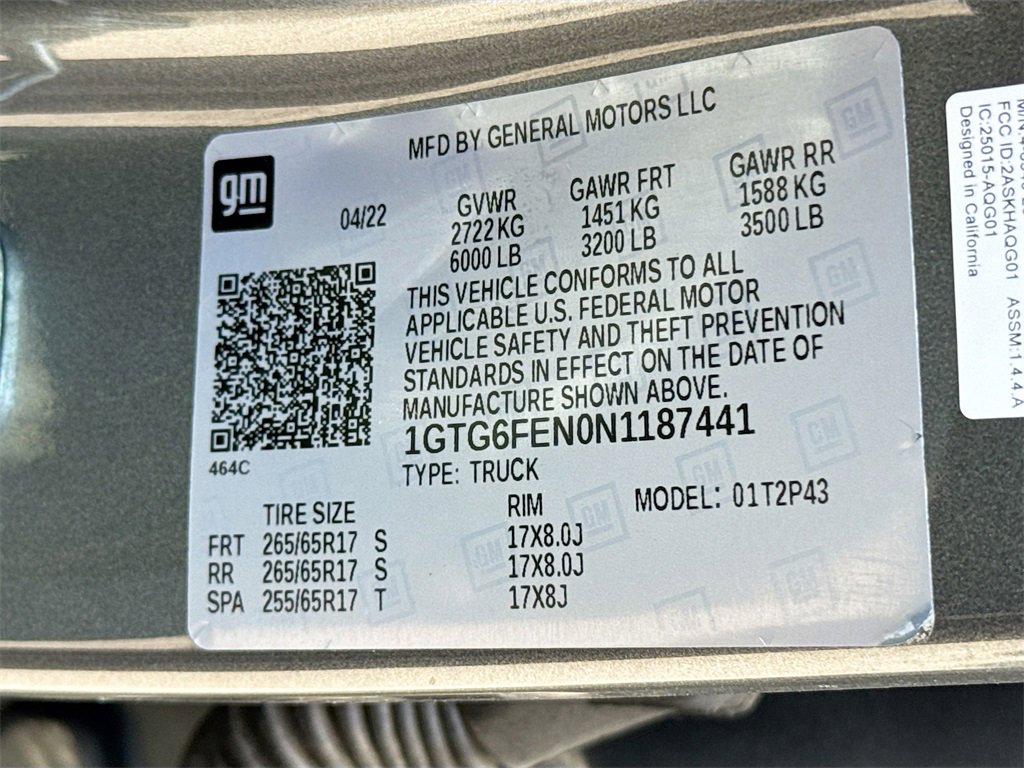 MFD BY GENERAL MOTORS LLC
gm
04/22
GVWR GAWR FRT GAWR RR
2722 KG 1451 KG 1588 KG
6000 LB 3200 LB 3500 LB
THIS VEHICLE CONFORMS TO ALL
APPLICABLE U.S. FEDERAL MOTOR
VEHICLE SAFETY AND THEFT PREVENTION
STANDARDS IN EFFECT ON THE DATE OF
MANUFACTURE SHOWN ABOVE.
1GTG6FEN0N1187441
464C
TYPE: TRUCK
MODEL: 01T2P43
TIRE SIZE RIM
FRT 265/65R17 S 17X8.0J
RR 265/65R17 S 17X8.0J
SPA 255/65R17 T 17X8J
FCC ID:2ASKHAQG01 ASSM:1.4.4.A
IC:25015-AQG01
Designed in California